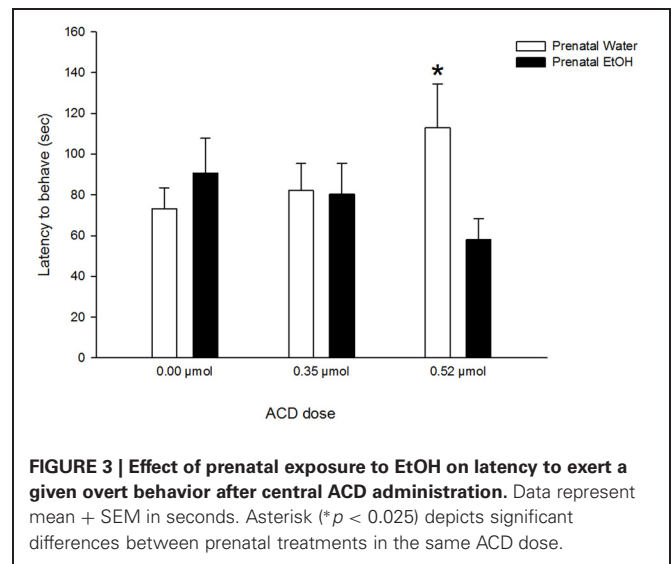 160
140
120
100
80
60
40
20
0
Latency to behave (sec)
Prenatal Water
Prenatal EtOH
*
0.00 µmol
0.35 µmol
0.52 µmol
ACD dose
FIGURE 3 | Effect of prenatal exposure to EtOH on latency to exert a
given overt behavior after central ACD administration. Data represent
mean + SEM in seconds. Asterisk (*p < 0.025) depicts significant
differences between prenatal treatments in the same ACD dose.